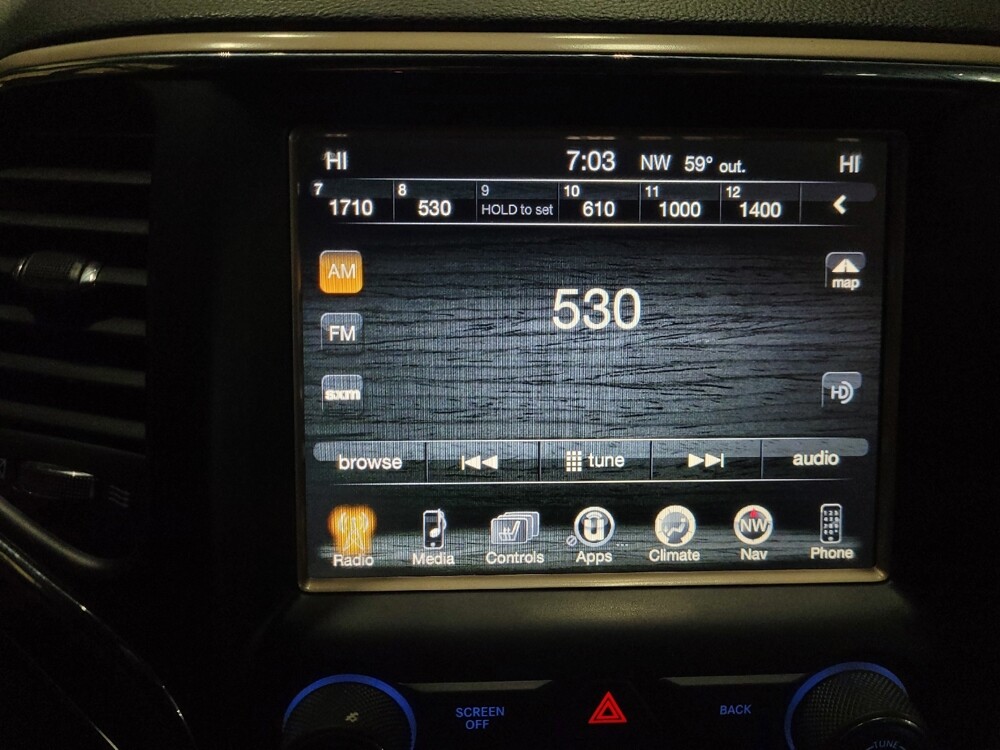 HI 7:03 NW 59° out. HI
7 8 9 10 11 12
1710 530 HOLD to set 610 1000 1400
AM 530 map
FM
sxm HD
browse tune audio
NW
Radio Media Controls Apps Climate Nav Phone
SCREEN OFF BACK
TUNE